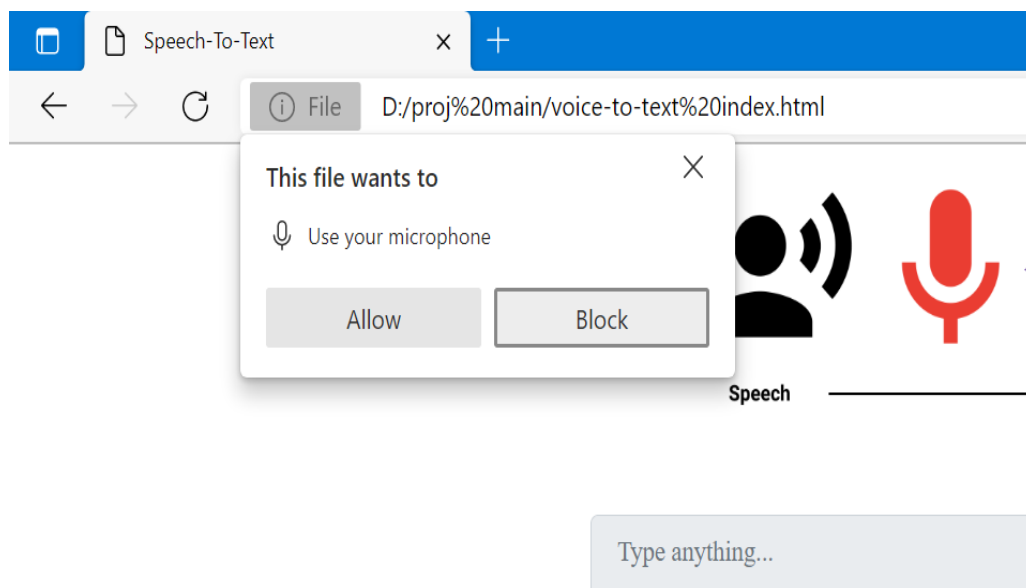 Speech-To-Text
File D:/proj%20main/voice-to-text%20index.html
This file wants to
Use your microphone
Allow Block
Speech
Type anything...